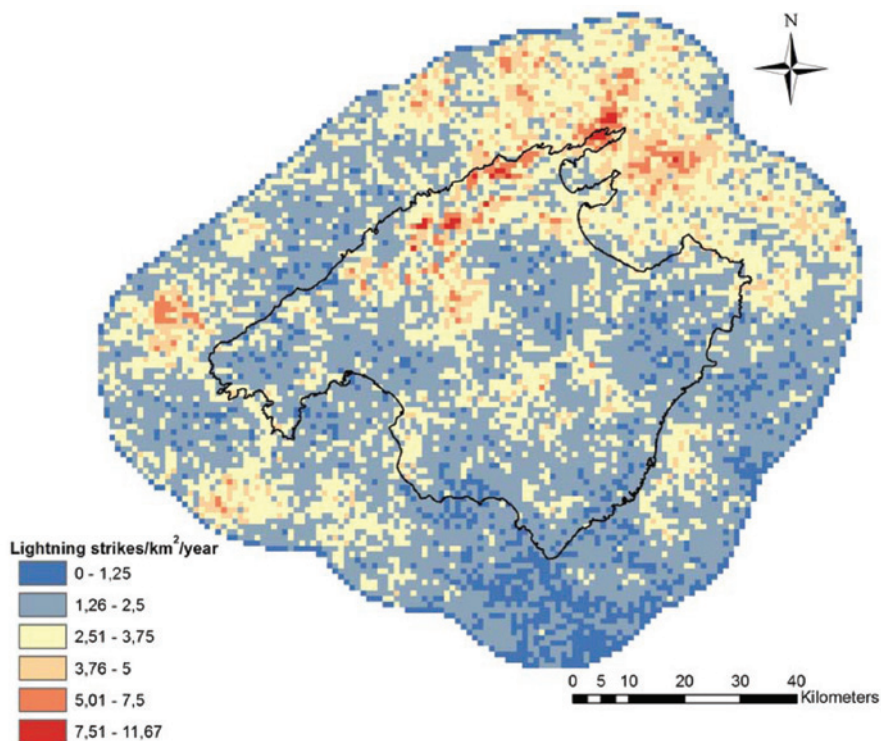 N
Lightning strikes/km²/year
0 - 1,25
1,26 - 2,5
2,51 - 3,75
3,76 - 5
5,01 - 7,5
7,51 - 11,67
0 5 10 20 30 40
Kilometers